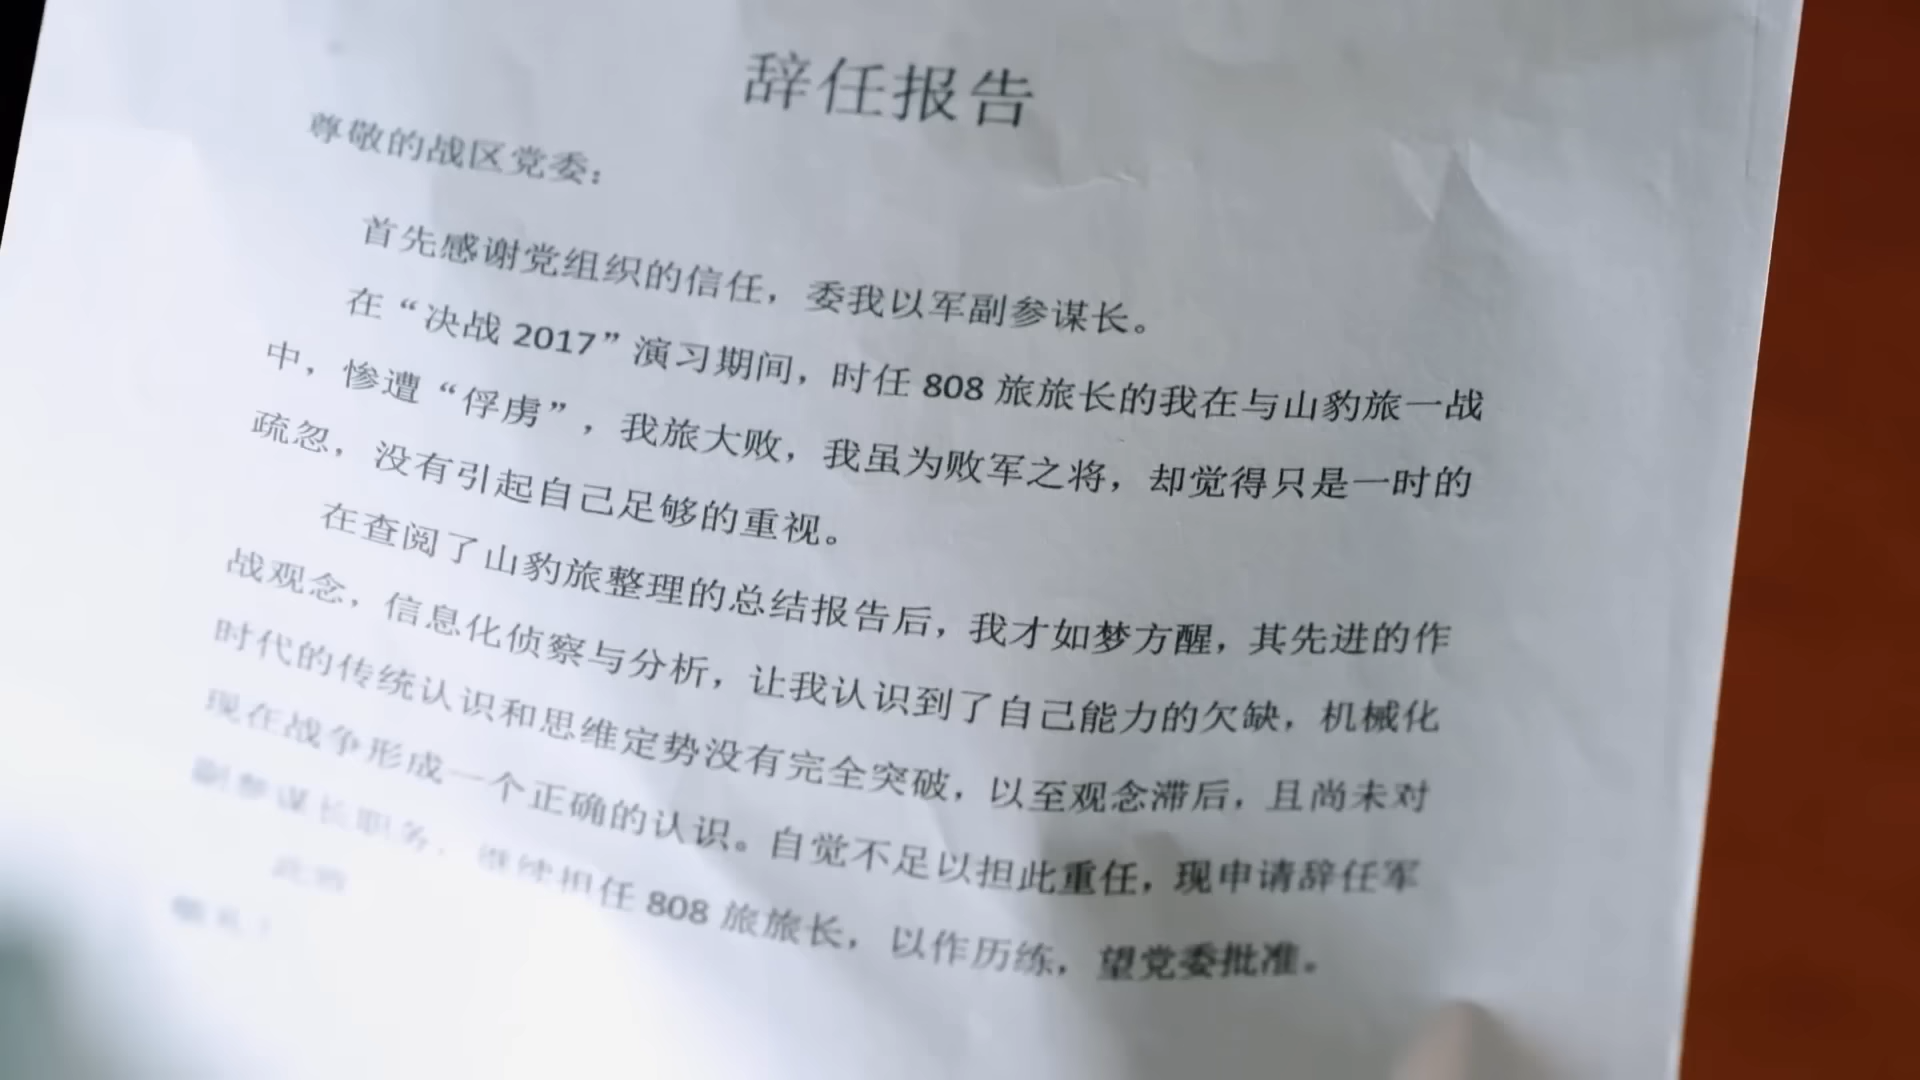 辞任报告
尊敬的战区党委：
首先感谢党组织的信任，委我以军副参谋长。
在“决战 2017”演习期间，时任 808 旅旅长的我在与山豹旅一战
中，惨遭“俘虏”，我旅大败，我虽为败军之将，却觉得只是一时的
疏忽，没有引起自己足够的重视。
在查阅了山豹旅整理的总结报告后，我才如梦方醒，其先进的作
战观念，信息化侦察与分析，让我认识到了自己能力的欠缺，机械化
时代的传统认识和思维定势没有完全突破，以至观念滞后，且尚未对
现在战争形成一个正确的认识。自觉不足以担此重任，现申请辞任军
副参谋长职务，继续担任 808 旅旅长，以作历练，望党委批准。
此致
敬礼！